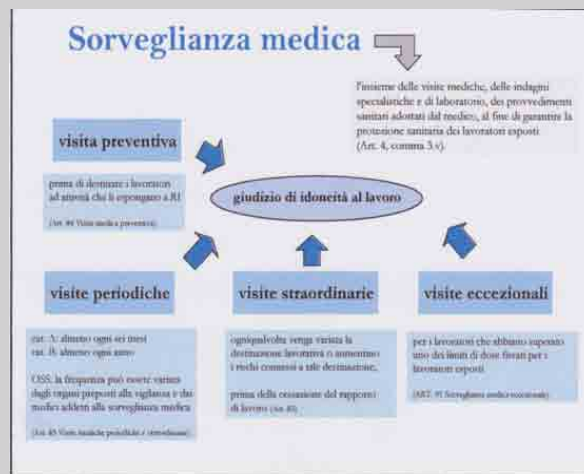 Sorveglianza medica
l'insieme delle visite mediche, delle indagini
specialistiche e di laboratorio, dei provvedimenti
sanitari adottati dal medico, al fine di garantire la
protezione sanitaria dei lavoratori esposti
(Art. 4, comma 3.v).
visita preventiva
prima di destinare i lavoratori
ad attività che li espongano a RI
(Art. 84 Visita medica preventiva)
giudizio di idoneità al lavoro
visite periodiche
cat. A: almeno ogni sei mesi
cat. B: almeno ogni anno
OSS. la frequenza può essere variata
dagli organi preposti alla vigilanza e dai
medici addetti alla sorveglianza medica
(Art. 85 Visite mediche periodiche e straordinarie)
visite straordinarie
ogniqualvolta venga variata la
destinazione lavorativa o aumentino
i rischi connessi a tale destinazione,
prima della cessazione del rapporto
di lavoro (Art. 85)
visite eccezionali
per i lavoratori che abbiano superato
uno dei limiti di dose fissati per i
lavoratori esposti
(ART. 91 Sorveglianza medica eccezionale)